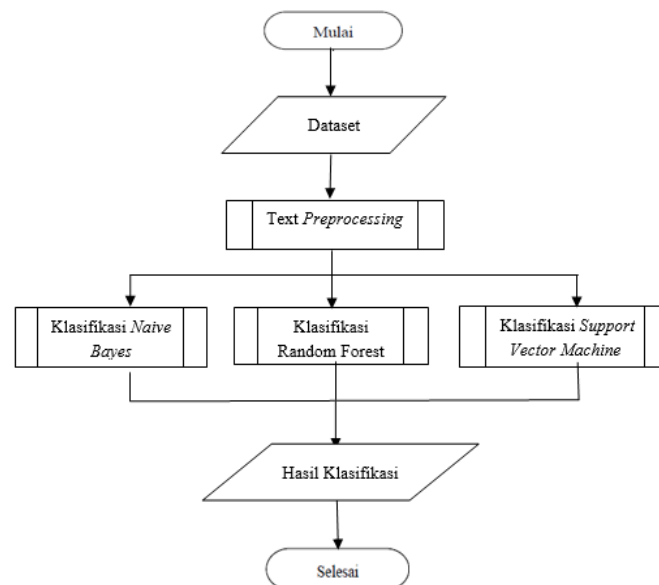 Mulai
Dataset
Text Preprocessing
Klasifikasi Naive
Bayes
Klasifikasi
Random Forest
Klasifikasi Support
Vector Machine
Hasil Klasifikasi
Selesai